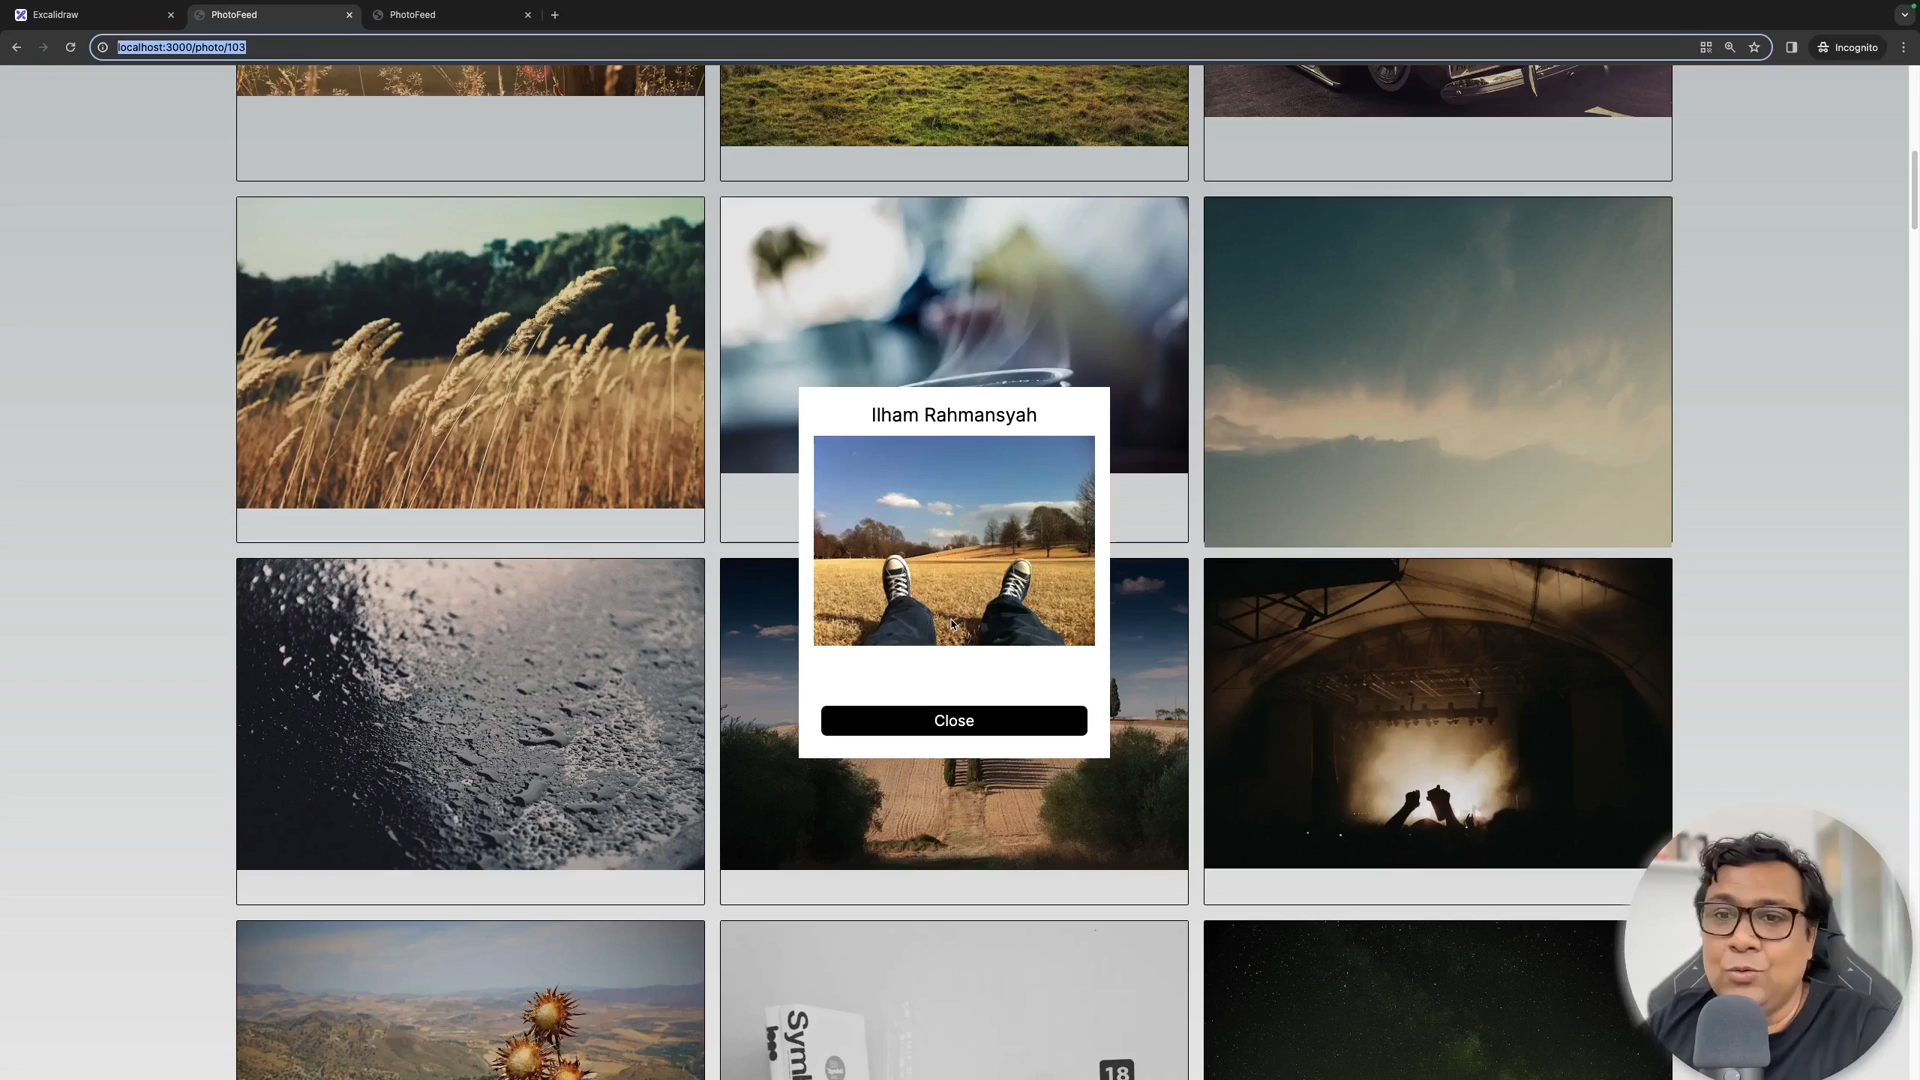 Excalidraw
PhotoFeed
PhotoFeed
localhost:3000/photo/103
Incognito
Ilham Rahmansyah
Close
18